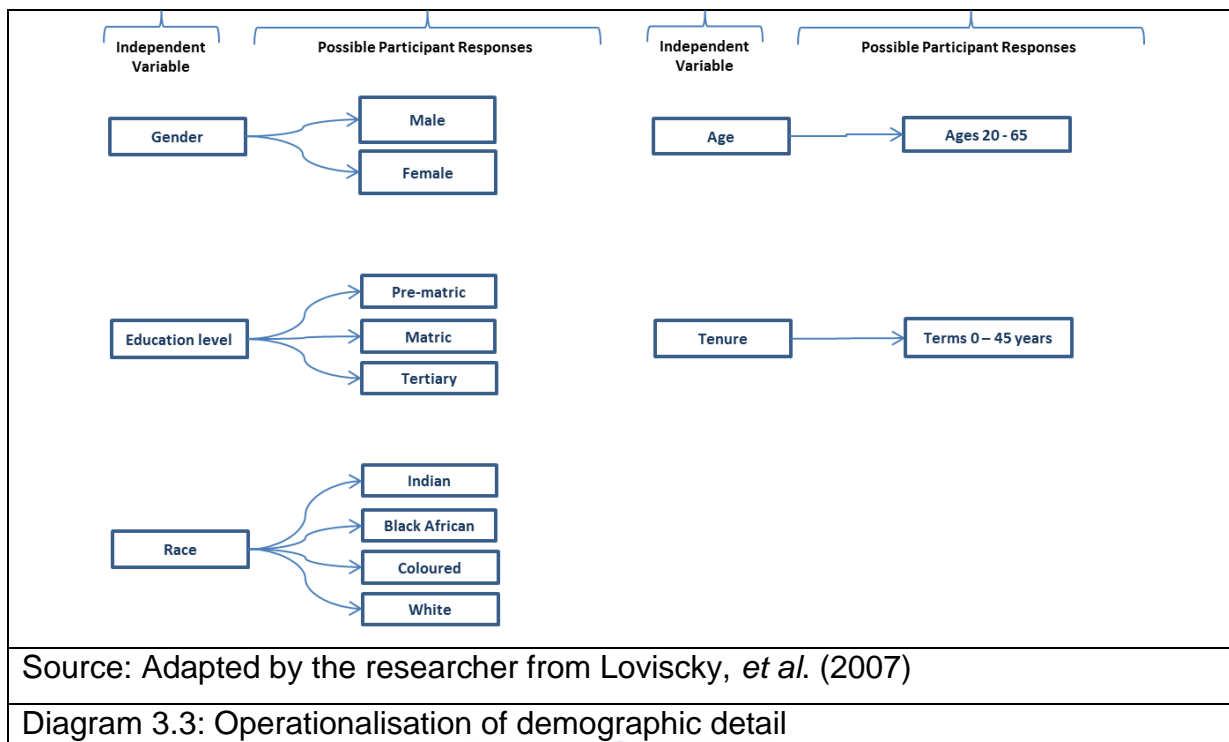 Independent
Variable
Possible Participant Responses
Independent
Variable
Possible Participant Responses
Gender
Male
Female
Age
Ages 20 - 65
Education level
Pre-matric
Matric
Tertiary
Tenure
Terms 0 – 45 years
Race
Indian
Black African
Coloured
White
Source: Adapted by the researcher from Loviscky, et al. (2007)
Diagram 3.3: Operationalisation of demographic detail